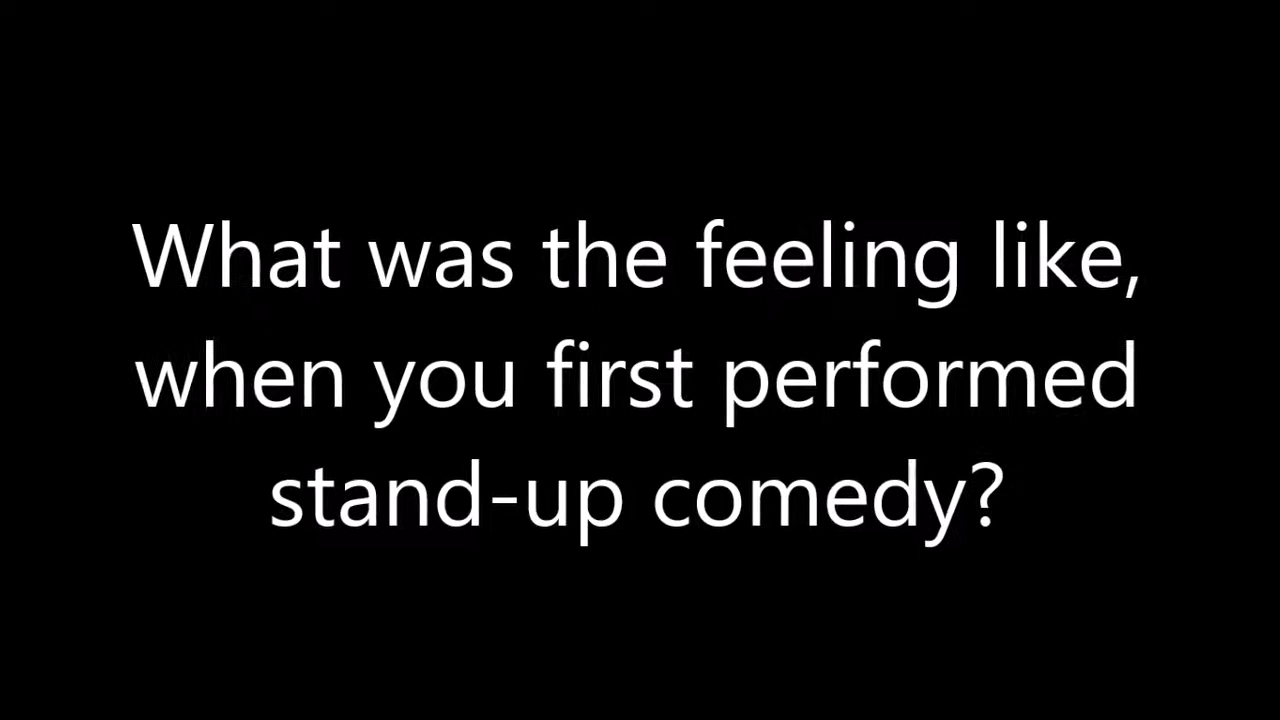 What was the feeling like,
when you first performed
stand-up comedy?